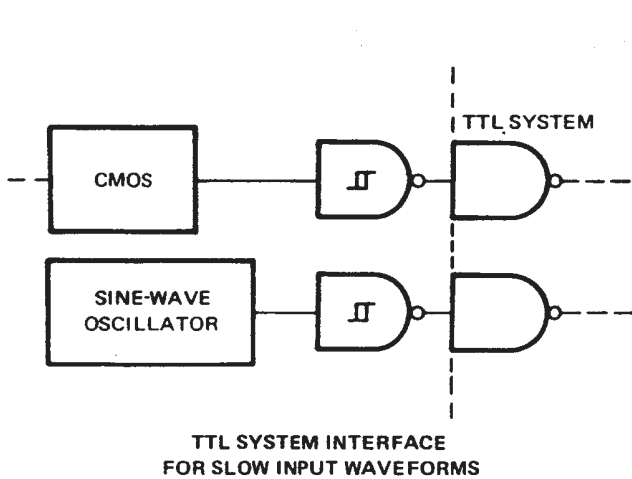 TTL SYSTEM
CMOS
SINE-WAVE
OSCILLATOR
TTL SYSTEM INTERFACE
FOR SLOW INPUT WAVEFORMS